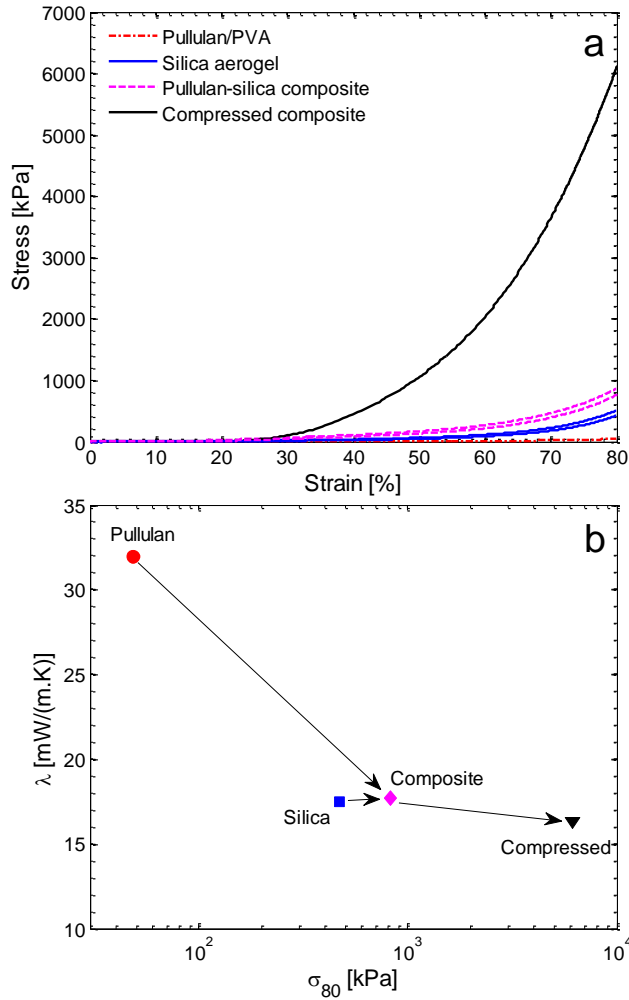 7000
6000
5000
4000
3000
2000
1000
0
Stress [kPa]
Pullulan/PVA
Silica aerogel
Pullulan-silica composite
Compressed composite
a
0 10 20 30 40 50 60 70 80
Strain [%]
35
30
25
20
15
10
λ [mW/(m.K)]
b
Pullulan
Composite
Silica
Compressed
10² 10³ 10⁴
σ₈₀ [kPa]